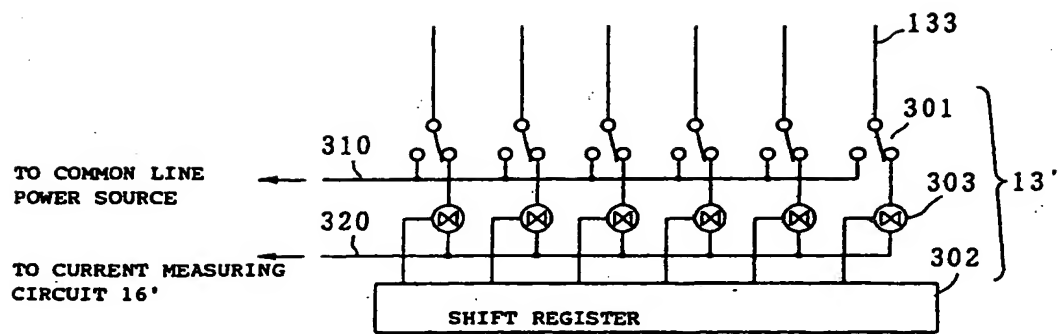 133
301
310
TO COMMON LINE
POWER SOURCE
303
13'
320
TO CURRENT MEASURING
CIRCUIT 16'
302
SHIFT REGISTER